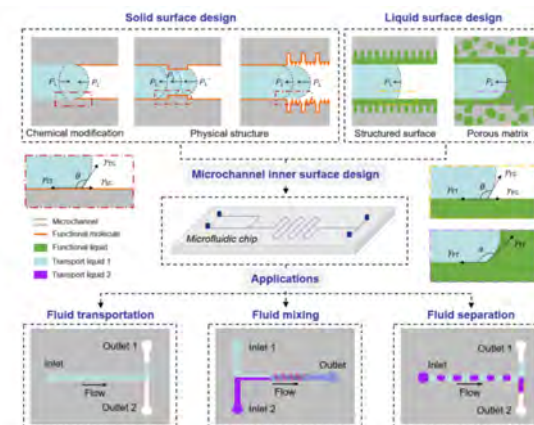 Solid surface design
Liquid surface design
Chemical modification
Physical structure
Structured surface
Porous matrix
Microchannel inner surface design
Microchannel
Functional molecule
Functional liquid
Transport liquid 1
Transport liquid 2
Microfluidic chip
Applications
Fluid transportation
Fluid mixing
Fluid separation
Outlet 1
Inlet
Flow
Outlet 2
Inlet 1
Outlet
Flow
Inlet 2
Outlet 1
Inlet
Flow
Outlet 2